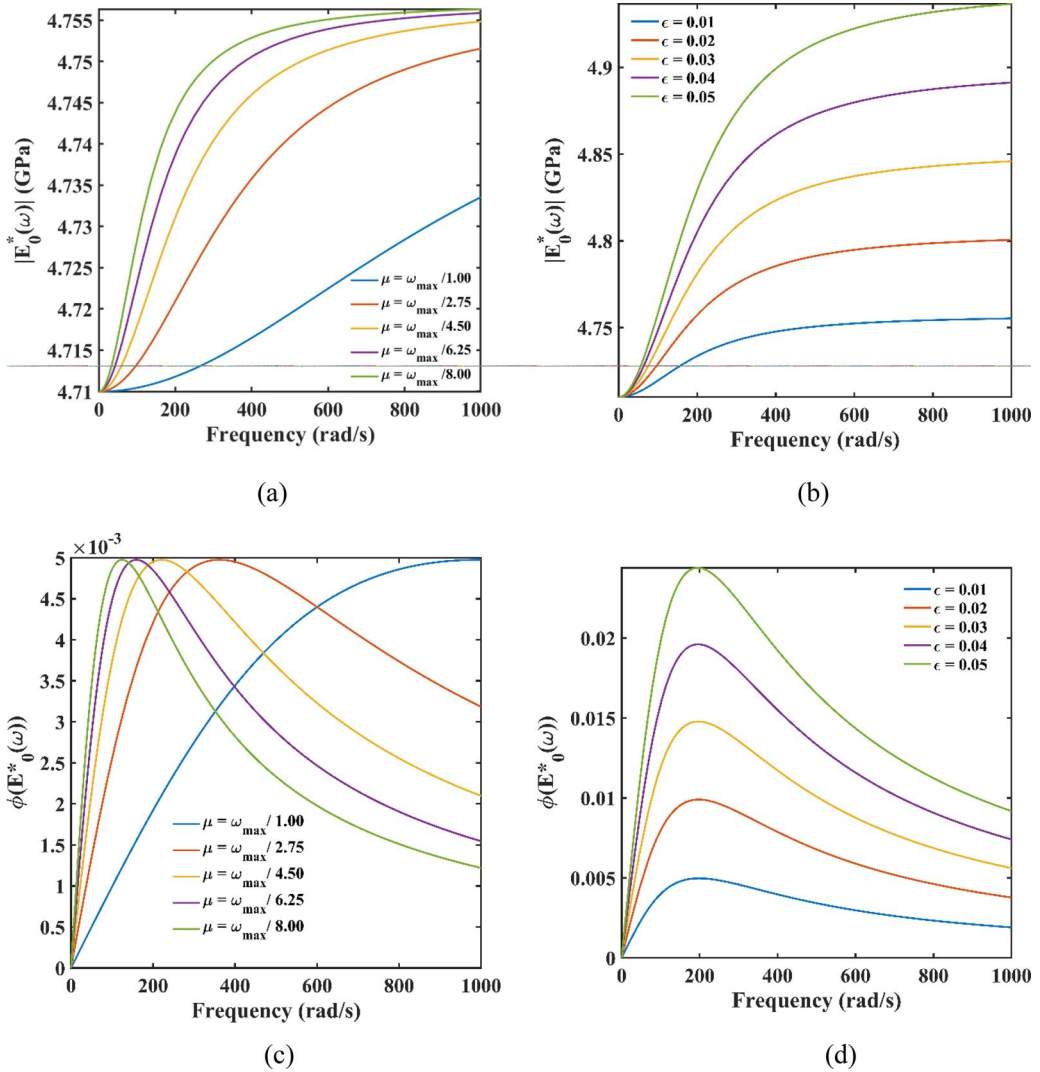 4.755
4.75
4.745
4.74
4.735
4.73
4.725
4.72
4.715
4.71
|E*0(ω)| (GPa)
μ = ωmax/1.00
μ = ωmax/2.75
μ = ωmax/4.50
μ = ωmax/6.25
μ = ωmax/8.00
0 200 400 600 800 1000
Frequency (rad/s)
(a)
ϵ = 0.01
ϵ = 0.02
ϵ = 0.03
ϵ = 0.04
ϵ = 0.05
4.9
4.85
4.8
4.75
|E*0(ω)| (GPa)
0 200 400 600 800 1000
Frequency (rad/s)
(b)
×10-3
5
4.5
4
3.5
3
2.5
2
1.5
1
0.5
0
ϕ(E*0(ω))
μ = ωmax/ 1.00
μ = ωmax/ 2.75
μ = ωmax/ 4.50
μ = ωmax/ 6.25
μ = ωmax/ 8.00
0 200 400 600 800 1000
Frequency (rad/s)
(c)
ϵ = 0.01
ϵ = 0.02
ϵ = 0.03
ϵ = 0.04
ϵ = 0.05
0.02
0.015
0.01
0.005
0
ϕ(E*0(ω))
0 200 400 600 800 1000
Frequency (rad/s)
(d)